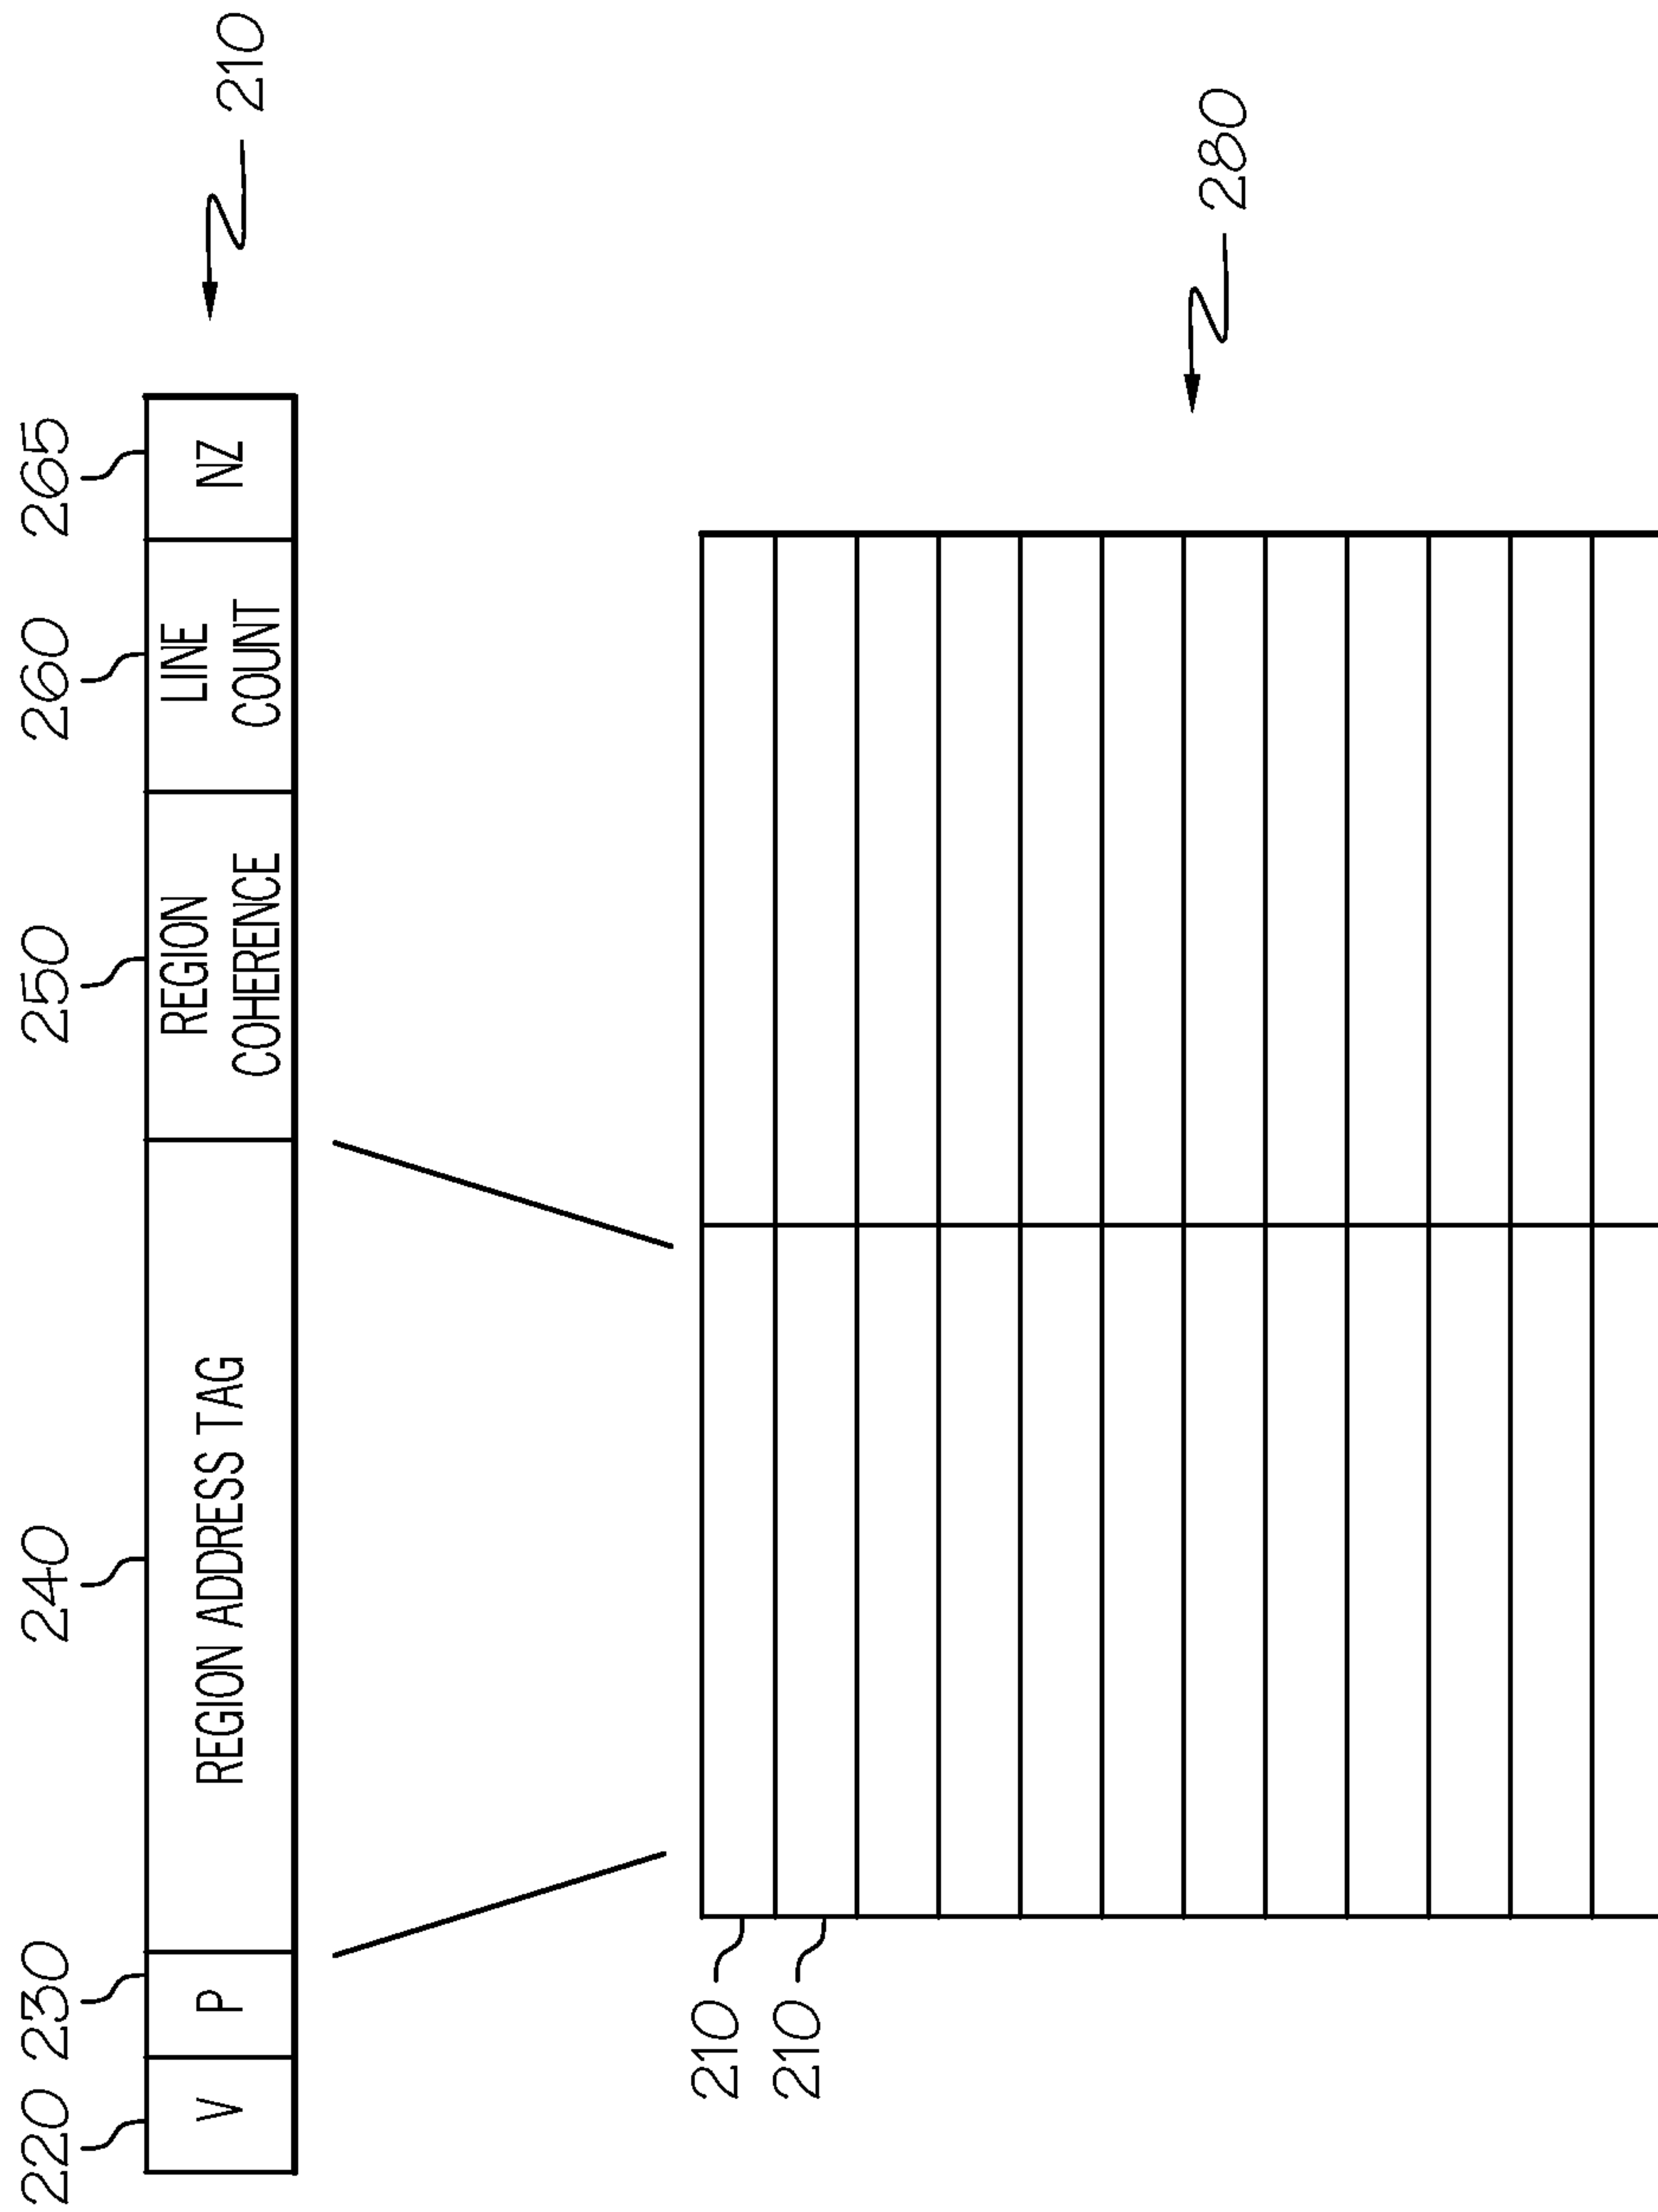 220
230
240
250
260
265
V
P
REGION ADDRESS TAG
REGION
COHERENCE
LINE
COUNT
NZ
210
210
210
280